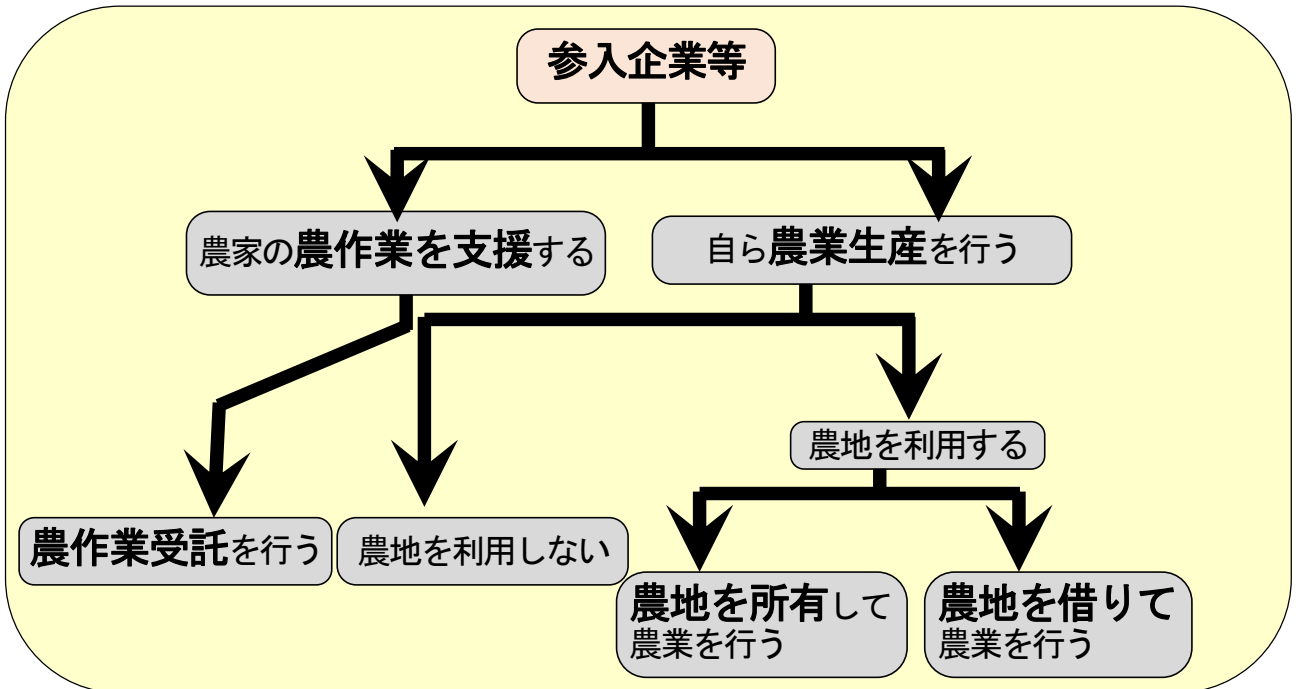 参入企業等
農家の農作業を支援する
自ら農業生産を行う
農地を利用する
農作業受託を行う
農地を利用しない
農地を所有して
農業を行う
農地を借りて
農業を行う